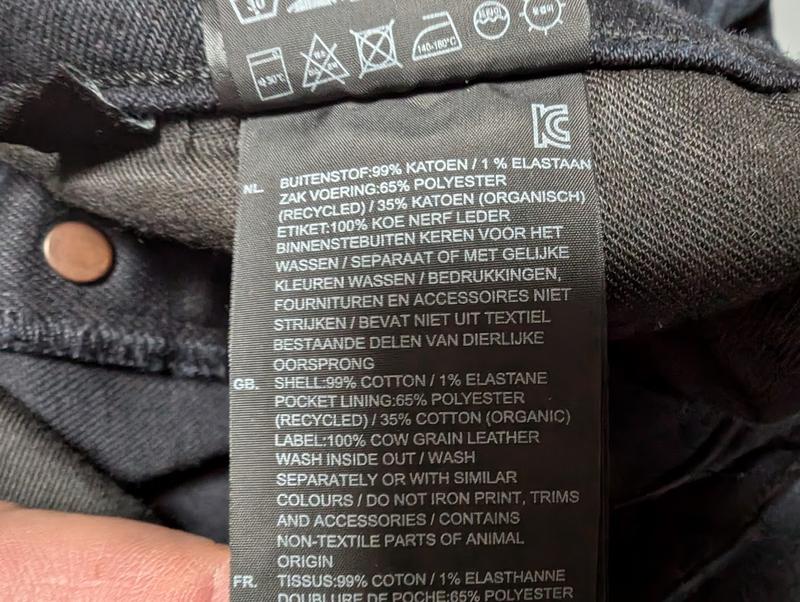 30
30°C
140-160°C
NL. BUITENSTOF:99% KATOEN / 1 % ELASTAAN
ZAK VOERING:65% POLYESTER
(RECYCLED) / 35% KATOEN (ORGANISCH)
ETIKET:100% KOE NERF LEDER
BINNENSTEBUITEN KEREN VOOR HET
WASSEN / SEPARAAT OF MET GELIJKE
KLEUREN WASSEN / BEDRUKKINGEN,
FOURNITUREN EN ACCESSOIRES NIET
STRIJKEN / BEVAT NIET UIT TEXTIEL
BESTAANDE DELEN VAN DIERLIJKE
OORSPRONG
GB. SHELL:99% COTTON / 1% ELASTANE
POCKET LINING:65% POLYESTER
(RECYCLED) / 35% COTTON (ORGANIC)
LABEL:100% COW GRAIN LEATHER
WASH INSIDE OUT / WASH
SEPARATELY OR WITH SIMILAR
COLOURS / DO NOT IRON PRINT, TRIMS
AND ACCESSORIES / CONTAINS
NON-TEXTILE PARTS OF ANIMAL
ORIGIN
FR. TISSUS:99% COTON / 1% ELASTHANNE
DOUBLURE DE POCHE:65% POLYESTER